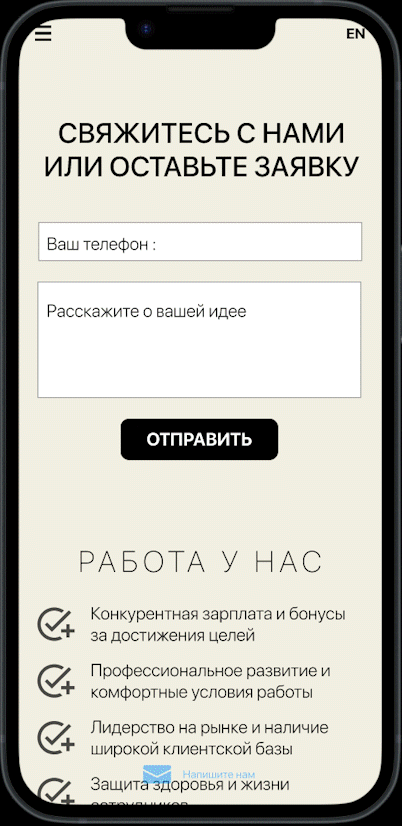 EN
СВЯЖИТЕСЬ С НАМИ
ИЛИ ОСТАВЬТЕ ЗАЯВКУ
Ваш телефон :
Расскажите о вашей идее
ОТПРАВИТЬ
РАБОТА У НАС
Конкурентная зарплата и бонусы
за достижения целей
Профессиональное развитие и
комфортные условия работы
Лидерство на рынке и наличие
широкой клиентской базы
Напишите нам
Защита здоровья и жизни
сотрудников